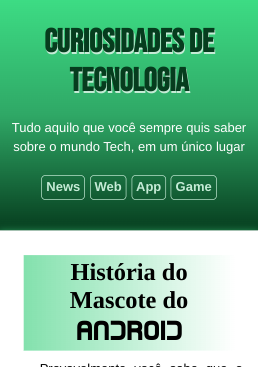 CURIOSIDADES DE
TECNOLOGIA
Tudo aquilo que você sempre quis saber
sobre o mundo Tech, em um único lugar
News Web App Game
História do
Mascote do
ANDROID